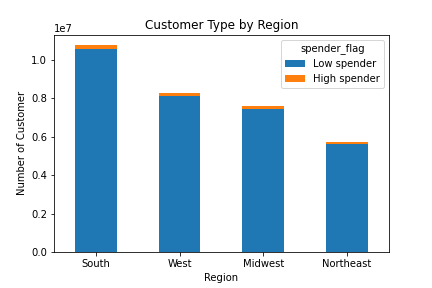 Customer Type by Region
1e7
spender_flag
Low spender
High spender
Number of Customer
1.0
0.8
0.6
0.4
0.2
0.0
South West Midwest Northeast
Region